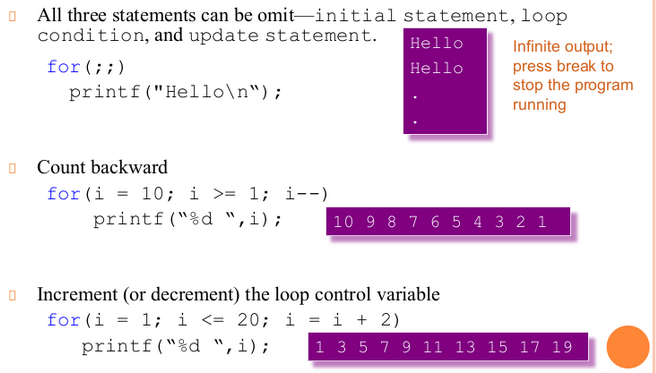 All three statements can be omit—initial statement, loop
condition, and update statement.
for(;;)
printf("Hello\n“);
Hello
Hello
.
.
Infinite output;
press break to
stop the program
running
Count backward
for(i = 10; i >= 1; i--)
printf(“%d “,i);
10 9 8 7 6 5 4 3 2 1
Increment (or decrement) the loop control variable
for(i = 1; i <= 20; i = i + 2)
printf(“%d “,i);
1 3 5 7 9 11 13 15 17 19